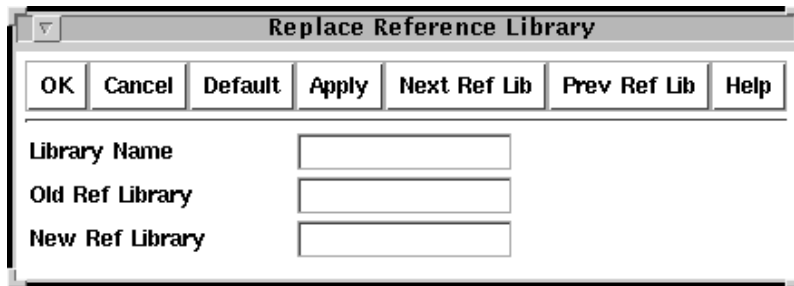 Replace Reference Library
OK Cancel Default Apply Next Ref Lib Prev Ref Lib Help
Library Name
Old Ref Library
New Ref Library